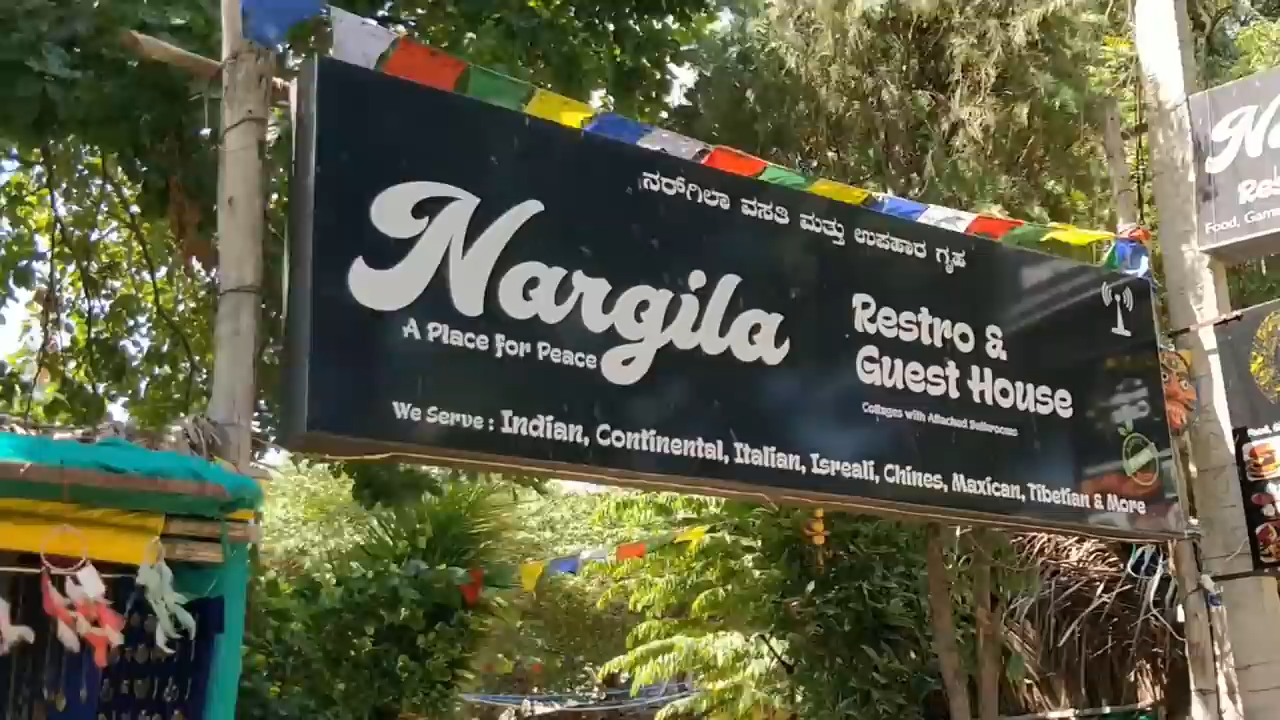 ನರ್‌ಗಿಲಾ ವಸತಿ ಮತ್ತು ಉಪಹಾರ ಗೃಹ
Nargila
A Place for Peace
Restro &
Guest House
Cottages with Attached Bathrooms
We Serve : Indian, Continental, Italian, Isreali, Chines, Maxican, Tibetian & More
Food,